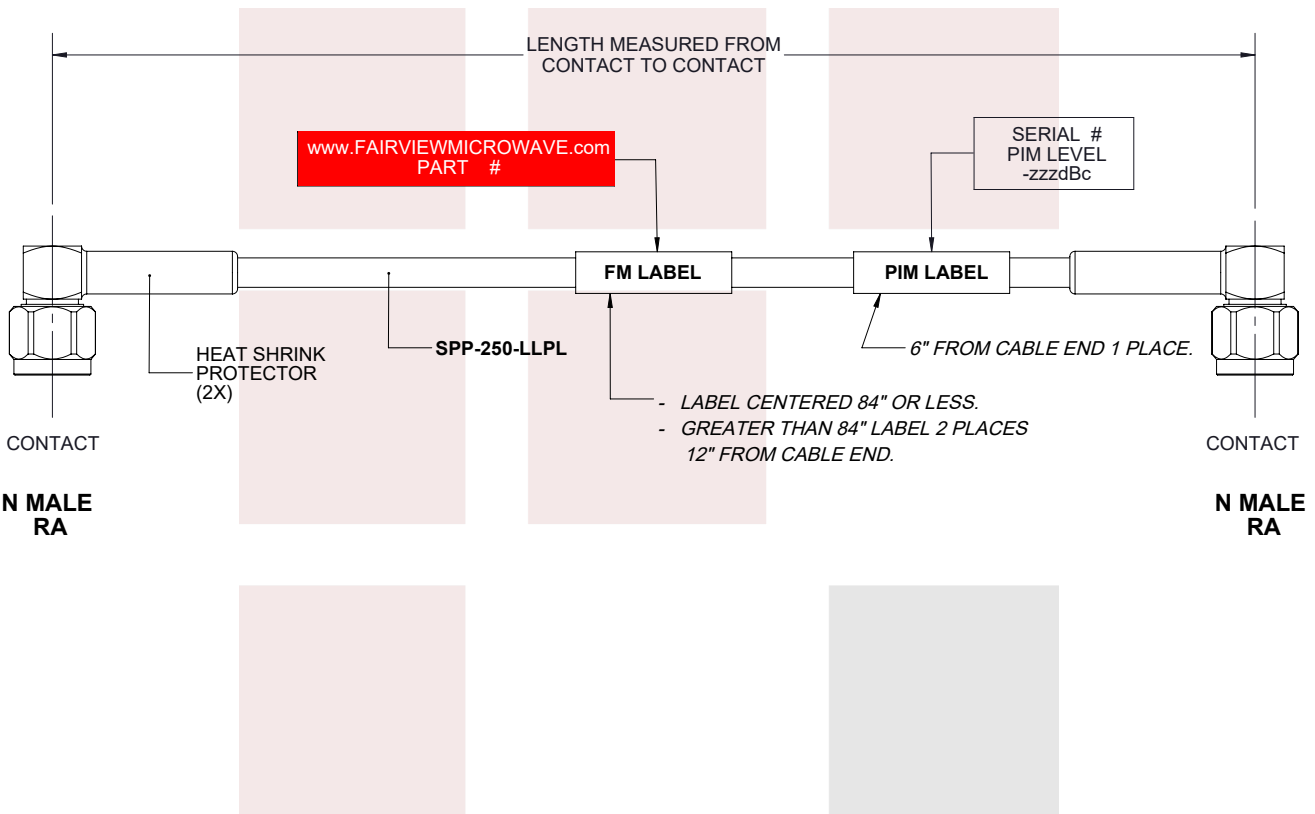 LENGTH MEASURED FROM
CONTACT TO CONTACT
www.FAIRVIEWMICROWAVE.com
PART #
SERIAL #
PIM LEVEL
-zzzdBc
FM LABEL
PIM LABEL
HEAT SHRINK
PROTECTOR
(2X)
SPP-250-LLPL
6" FROM CABLE END 1 PLACE.
- LABEL CENTERED 84" OR LESS.
- GREATER THAN 84" LABEL 2 PLACES
12" FROM CABLE END.
CONTACT
CONTACT
N MALE
RA
N MALE
RA